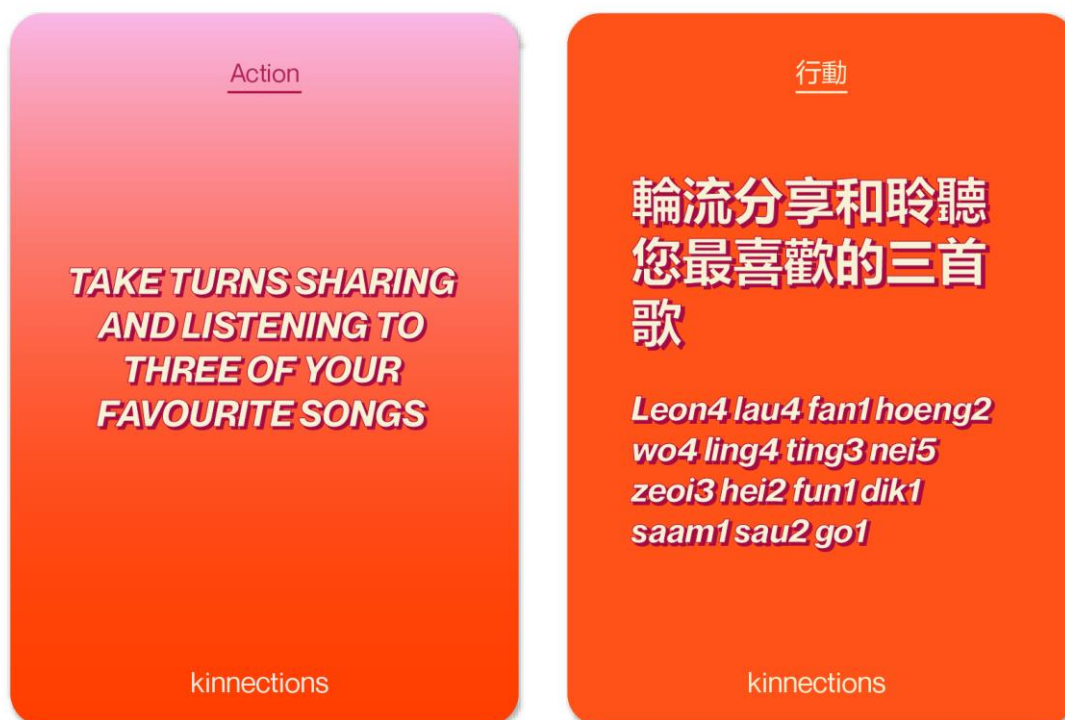 Action
TAKE TURNS SHARING
AND LISTENING TO
THREE OF YOUR
FAVOURITE SONGS
kinnections
行動
輪流分享和聆聽
您最喜歡的三首
歌
Leon4 lau4 fan1 hoeng2
wo4 ling4 ting3 nei5
zeoi3 hei2 fun1 dik1
saam1 sau2 go1
kinnections